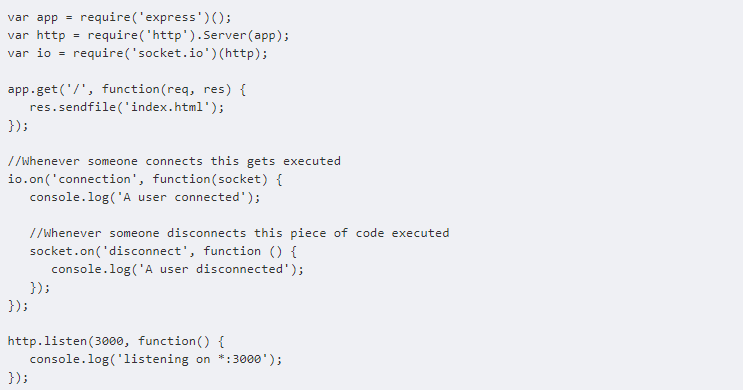 var app = require('express')();
var http = require('http').Server(app);
var io = require('socket.io')(http);

app.get('/', function(req, res) {
   res.sendfile('index.html');
});

//Whenever someone connects this gets executed
io.on('connection', function(socket) {
   console.log('A user connected');

   //Whenever someone disconnects this piece of code executed
   socket.on('disconnect', function () {
      console.log('A user disconnected');
   });
});

http.listen(3000, function() {
   console.log('listening on *:3000');
});